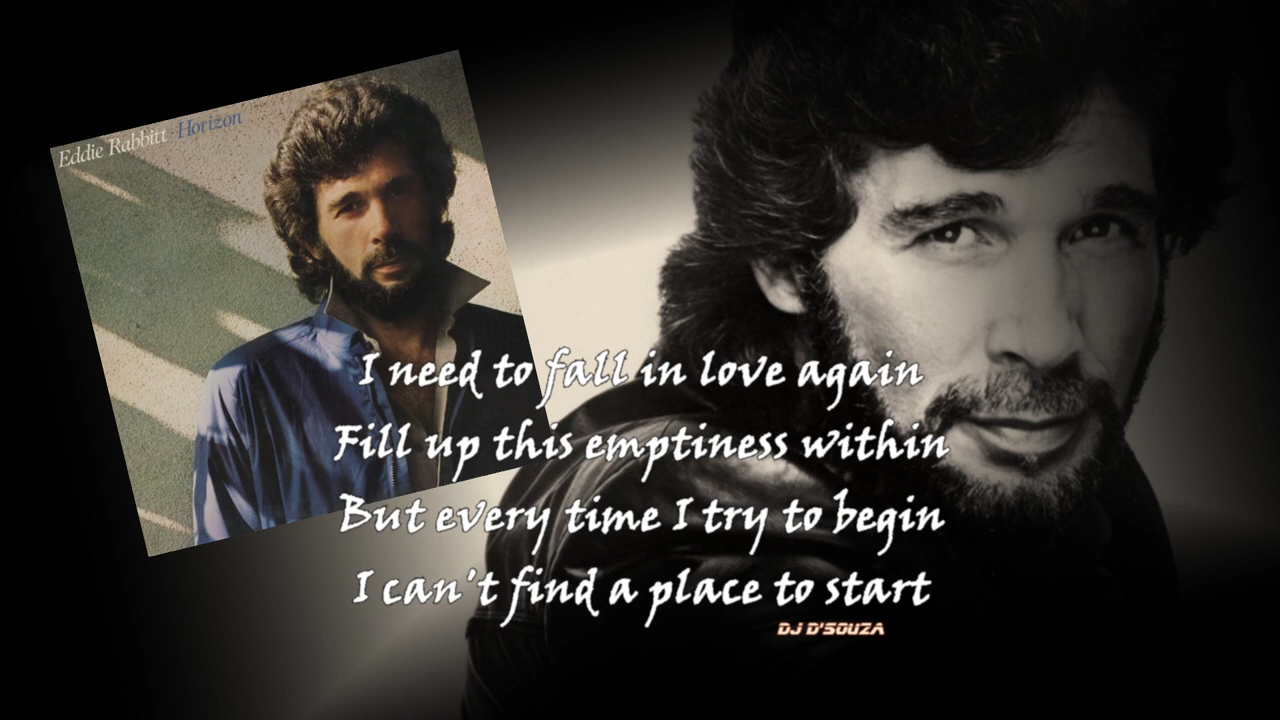 Eddie Rabbitt Horizon
I need to fall in love again
Fill up this emptiness within
But every time I try to begin
I can't find a place to start
DJ D'SOUZA